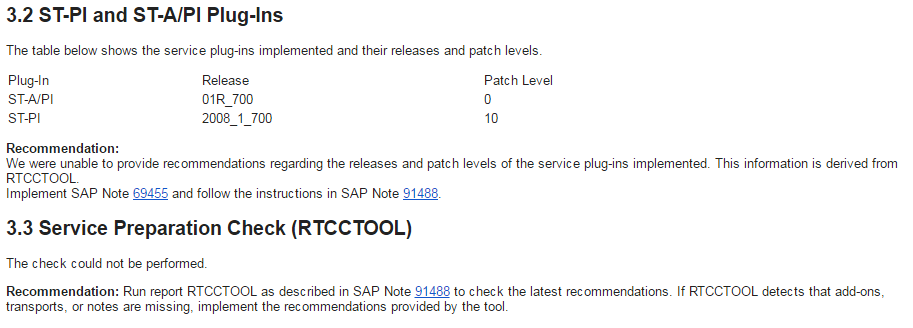 3.2 ST-PI and ST-A/PI Plug-Ins
The table below shows the service plug-ins implemented and their releases and patch levels.
Plug-In Release Patch Level
ST-A/PI 01R_700 0
ST-PI 2008_1_700 10
Recommendation:
We were unable to provide recommendations regarding the releases and patch levels of the service plug-ins implemented. This information is derived from
RTCCTOOL.
Implement SAP Note 69455 and follow the instructions in SAP Note 91488.
3.3 Service Preparation Check (RTCCTOOL)
The check could not be performed.
Recommendation: Run report RTCCTOOL as described in SAP Note 91488 to check the latest recommendations. If RTCCTOOL detects that add-ons,
transports, or notes are missing, implement the recommendations provided by the tool.